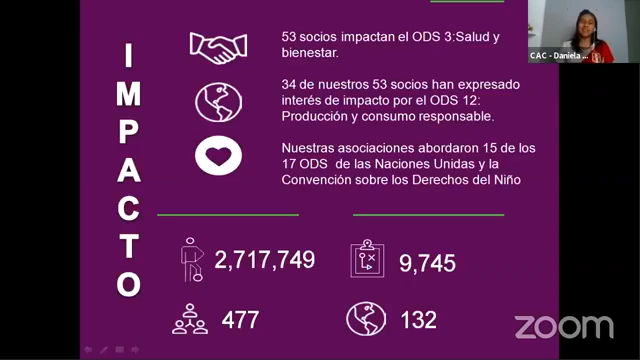 IMPACTO
53 socios impactan el ODS 3:Salud y
bienestar.
34 de nuestros 53 socios han expresado
interés de impacto por el ODS 12:
Producción y consumo responsable.
Nuestras asociaciones abordaron 15 de los
17 ODS de las Naciones Unidas y la
Convención sobre los Derechos del Niño
2,717,749
9,745
477
132
CAC - Daniela
zoom